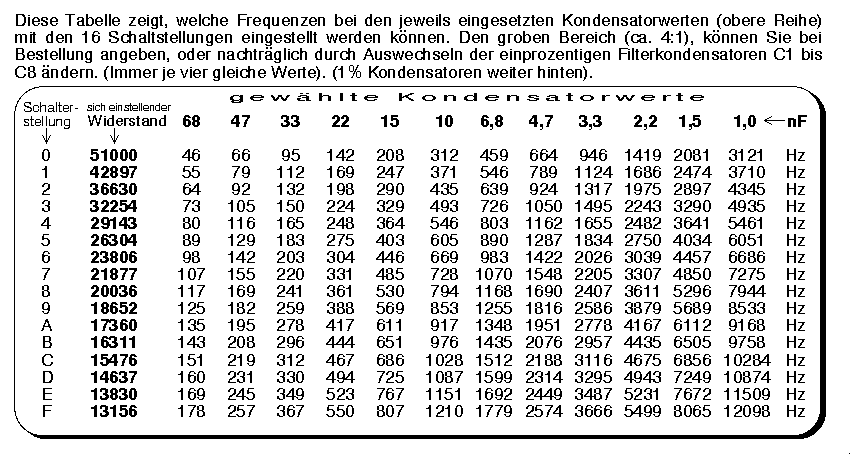 Diese Tabelle zeigt, welche Frequenzen bei den jeweils eingesetzten Kondensatorwerten (obere Reihe)
mit den 16 Schaltstellungen eingestellt werden können. Den groben Bereich (ca. 4:1), können Sie bei
Bestellung angeben, oder nachträglich durch Auswechseln der einprozentigen Filterkondensatoren C1 bis
C8 ändern. (Immer je vier gleiche Werte). (1% Kondensatoren weiter hinten).
gewählte Kondensatorwerte
Schalter- sich einstellender
stellung Widerstand 68 47 33 22 15 10 6,8 4,7 3,3 2,2 1,5 1,0 ←nF
0 51000 46 66 95 142 208 312 459 664 946 1419 2081 3121 Hz
1 42897 55 79 112 169 247 371 546 789 1124 1686 2474 3710 Hz
2 36630 64 92 132 198 290 435 639 924 1317 1975 2897 4345 Hz
3 32254 73 105 150 224 329 493 726 1050 1495 2243 3290 4935 Hz
4 29143 80 116 165 248 364 546 803 1162 1655 2482 3641 5461 Hz
5 26304 89 129 183 275 403 605 890 1287 1834 2750 4034 6051 Hz
6 23806 98 142 203 304 446 669 983 1422 2026 3039 4457 6686 Hz
7 21877 107 155 220 331 485 728 1070 1548 2205 3307 4850 7275 Hz
8 20036 117 169 241 361 530 794 1168 1690 2407 3611 5296 7944 Hz
9 18652 125 182 259 388 569 853 1255 1816 2586 3879 5689 8533 Hz
A 17360 135 195 278 417 611 917 1348 1951 2778 4167 6112 9168 Hz
B 16311 143 208 296 444 651 976 1435 2076 2957 4435 6505 9758 Hz
C 15476 151 219 312 467 686 1028 1512 2188 3116 4675 6856 10284 Hz
D 14637 160 231 330 494 725 1087 1599 2314 3295 4943 7249 10874 Hz
E 13830 169 245 349 523 767 1151 1692 2449 3487 5231 7672 11509 Hz
F 13156 178 257 367 550 807 1210 1779 2574 3666 5499 8065 12098 Hz